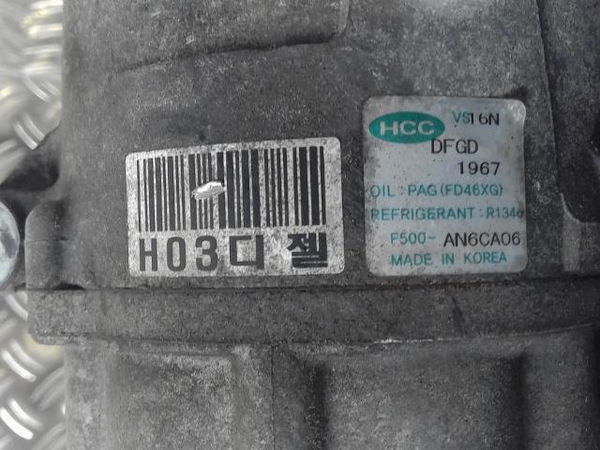 H03디 젤
HCC VS16N
DFGD
1967
OIL : PAG (FD46XG)
REFRIGERANT : R134a
F500- AN6CA06
MADE IN KOREA